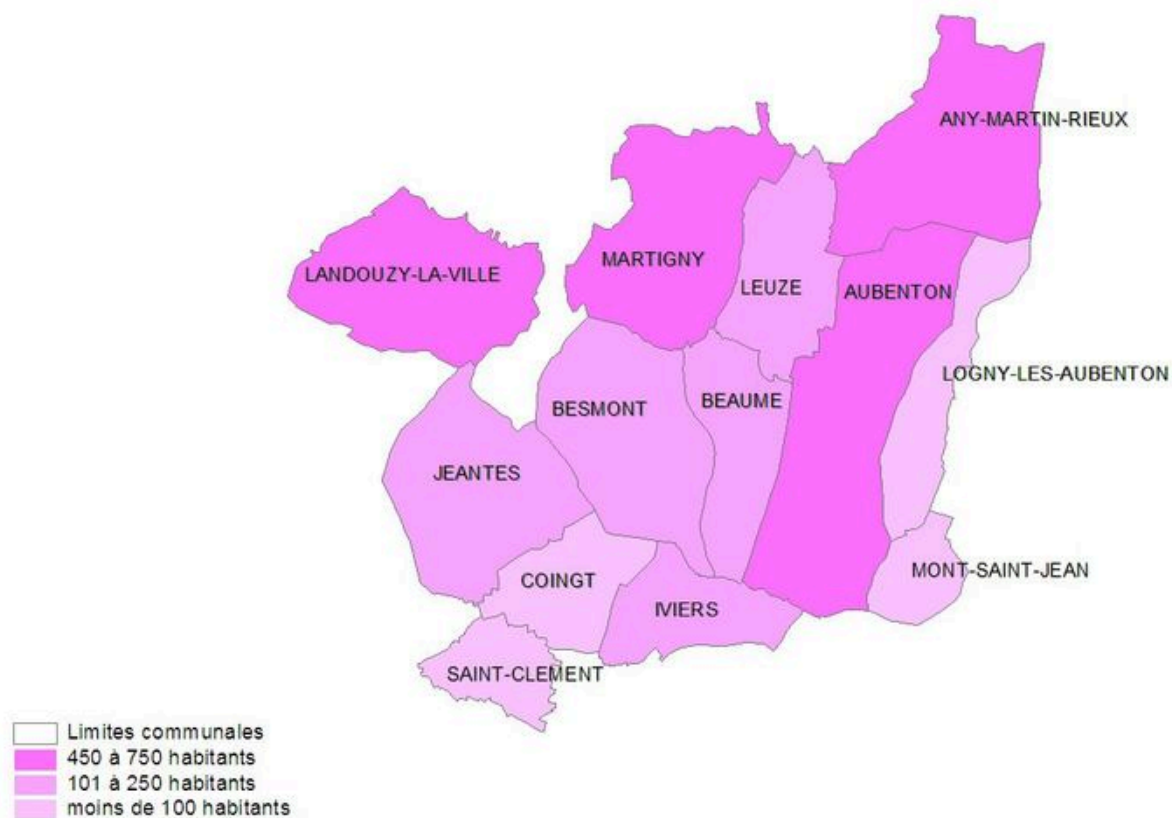 ANY-MARTIN-RIEUX
MARTIGNY
LANDOUZY-LA-VILLE
LEUZE
AUBENTON
LOGNY-LES-AUBENTON
BEAUME
BESMONT
JEANTES
MONT-SAINT-JEAN
COINGT
IVIERS
SAINT-CLEMENT
Limites communales
450 à 750 habitants
101 à 250 habitants
moins de 100 habitants